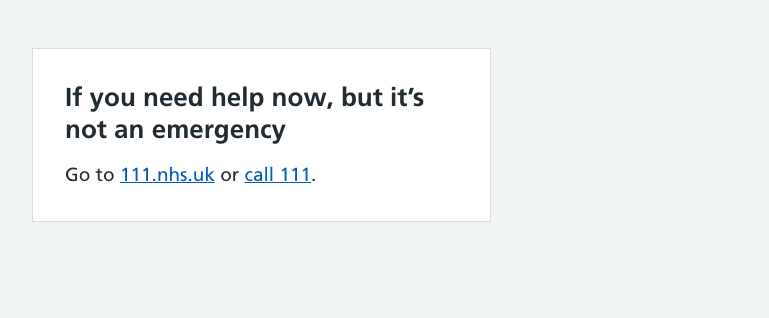 If you need help now, but it’s
not an emergency
Go to 111.nhs.uk or call 111.